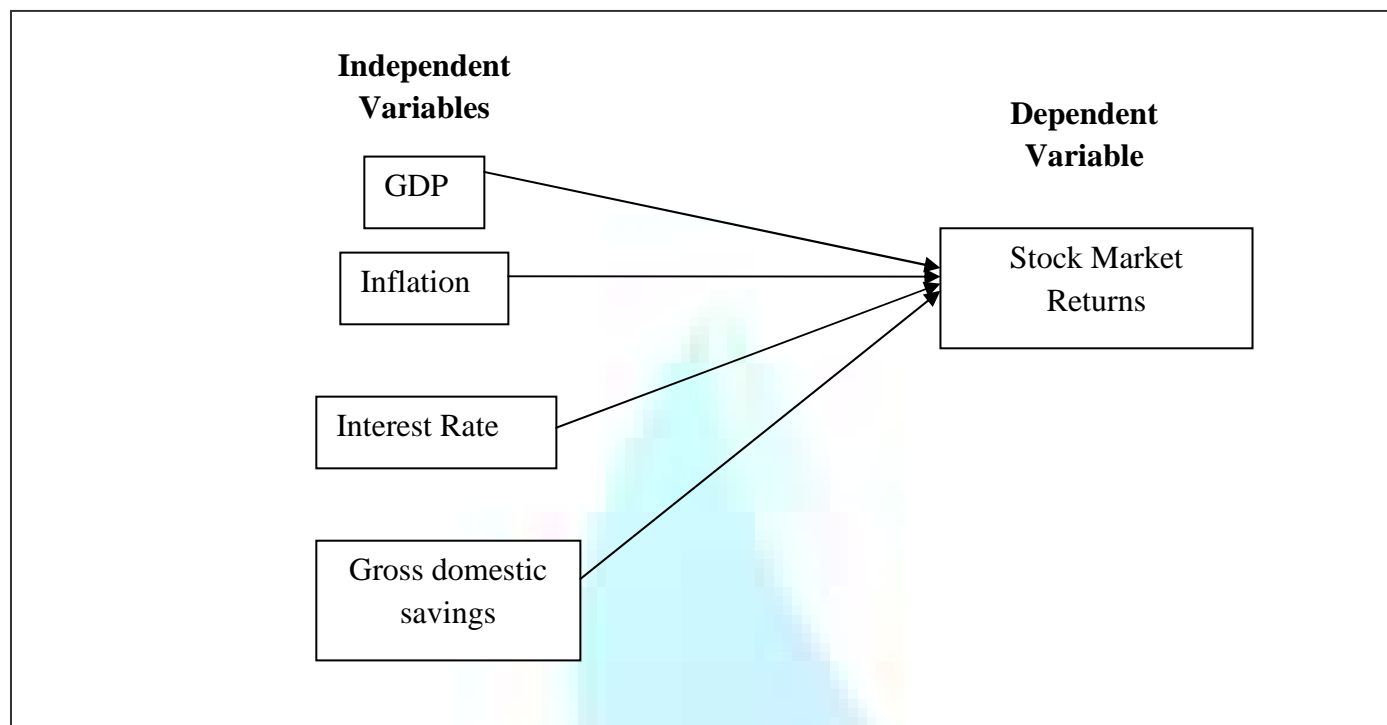 Independent
Variables
Dependent
Variable
GDP
Stock Market
Returns
Inflation
Interest Rate
Gross domestic
savings